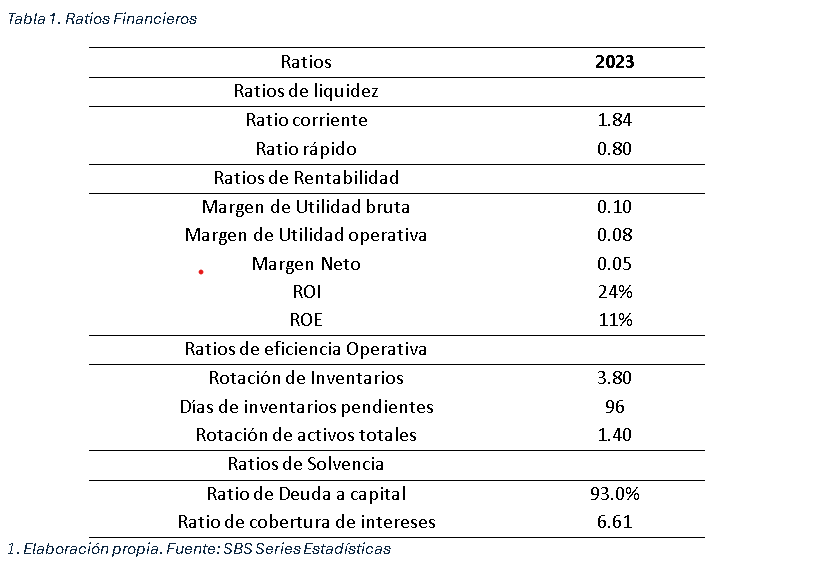 Tabla 1. Ratios Financieros
Ratios 2023
Ratios de liquidez
Ratio corriente 1.84
Ratio rápido 0.80
Ratios de Rentabilidad
Margen de Utilidad bruta 0.10
Margen de Utilidad operativa 0.08
Margen Neto 0.05
ROI 24%
ROE 11%
Ratios de eficiencia Operativa
Rotación de Inventarios 3.80
Días de inventarios pendientes 96
Rotación de activos totales 1.40
Ratios de Solvencia
Ratio de Deuda a capital 93.0%
Ratio de cobertura de intereses 6.61
1. Elaboración propia. Fuente: SBS Series Estadísticas